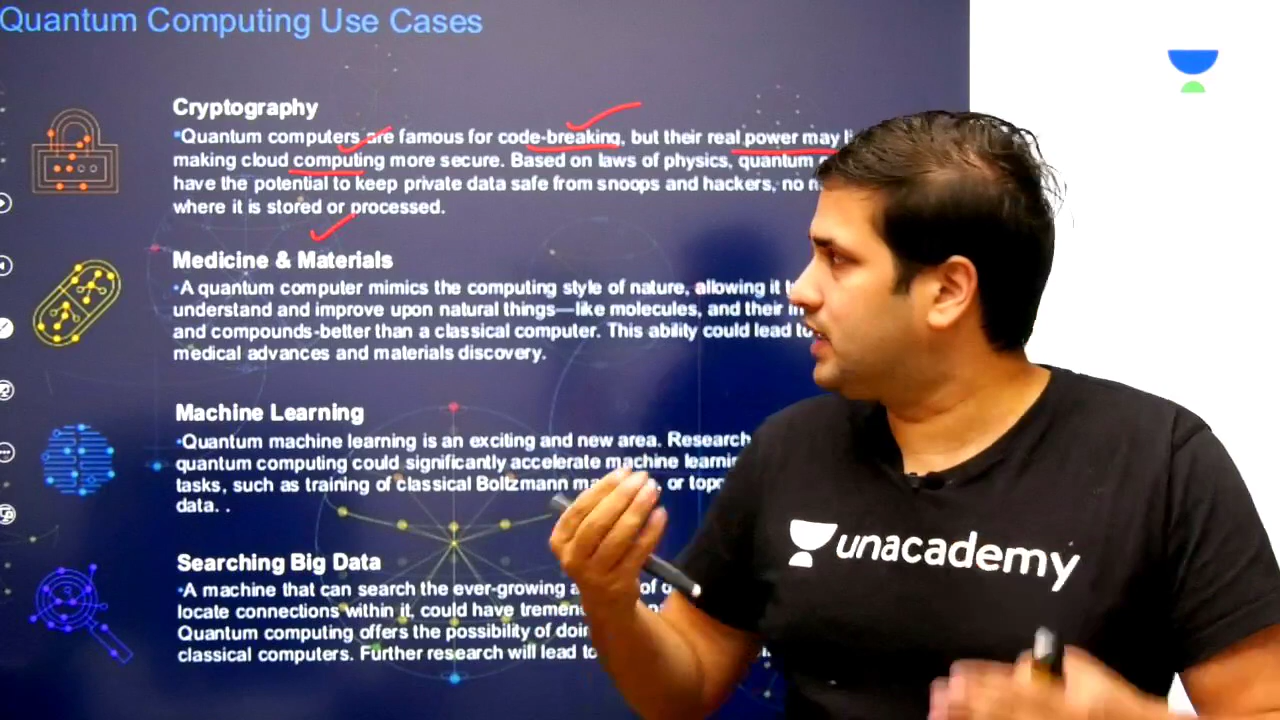 Quantum Computing Use Cases
Cryptography
▪Quantum computers are famous for code-breaking, but their real power may
making cloud computing more secure. Based on laws of physics, quantum
have the potential to keep private data safe from snoops and hackers, no
where it is stored or processed.
Medicine & Materials
•A quantum computer mimics the computing style of nature, allowing it
understand and improve upon natural things—like molecules, and their
and compounds-better than a classical computer. This ability could lead to
medical advances and materials discovery.
Machine Learning
•Quantum machine learning is an exciting and new area. Research
quantum computing could significantly accelerate machine
tasks, such as training of classical Boltzmann or
data. .
Searching Big Data
•A machine that can search the ever-growing of
locate connections within it, could have
Quantum computing offers the possibility of
classical computers. Further research will lead to
unacademy